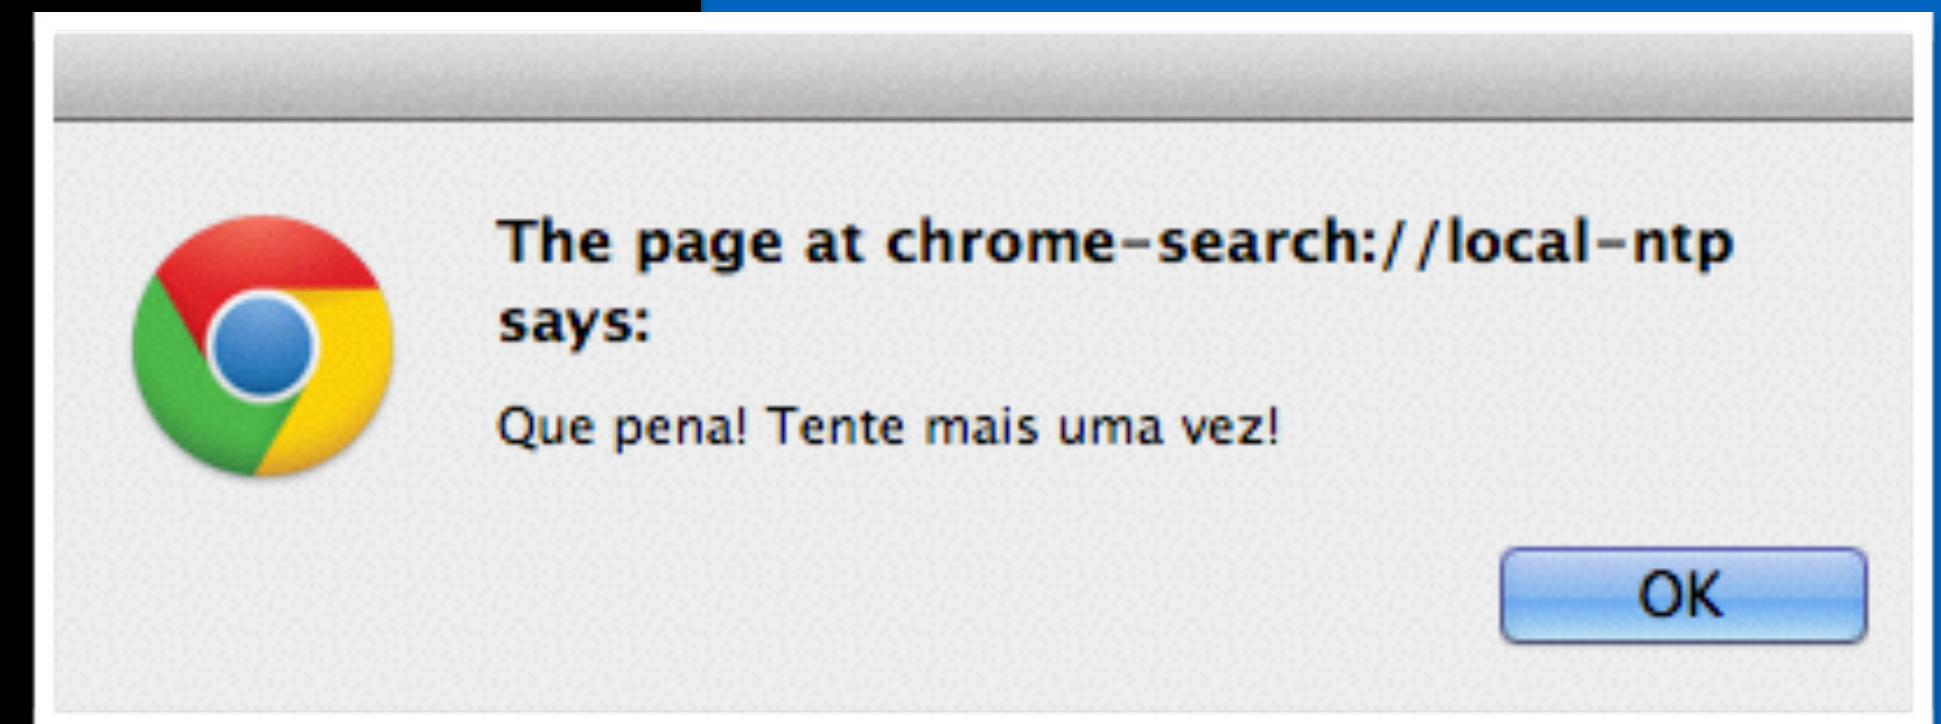 The page at chrome-search://local-ntp
says:
Que pena! Tente mais uma vez!
OK